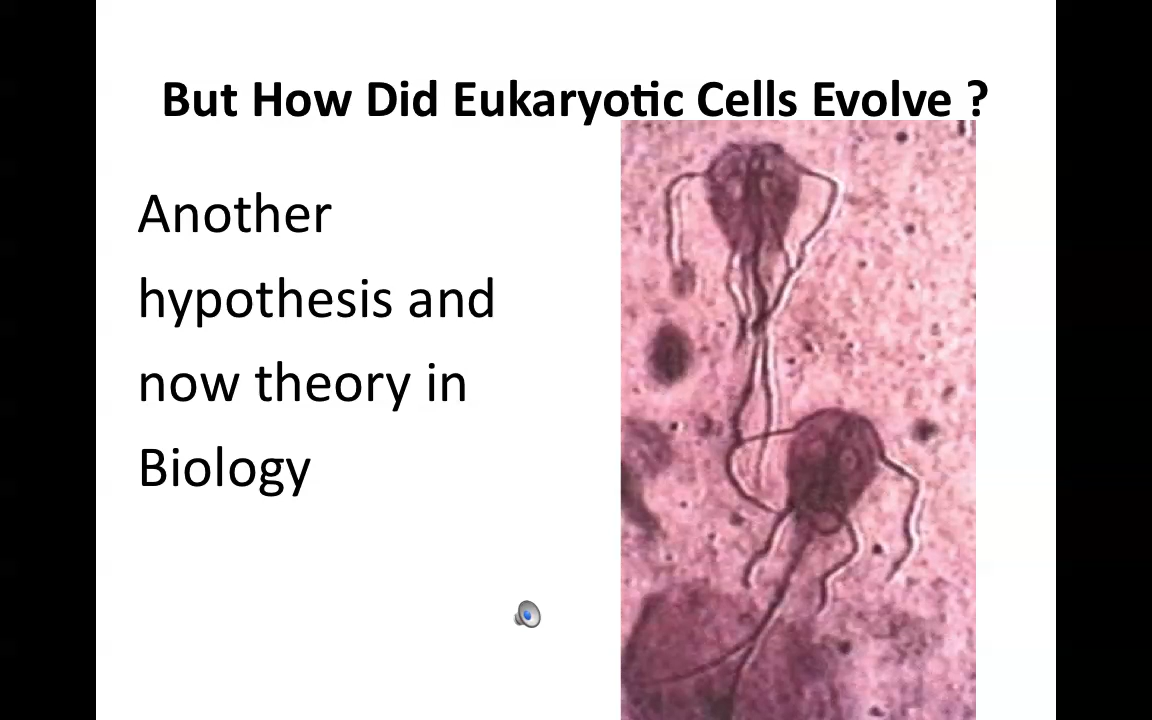 But How Did Eukaryotic Cells Evolve ?
Another
hypothesis and
now theory in
Biology